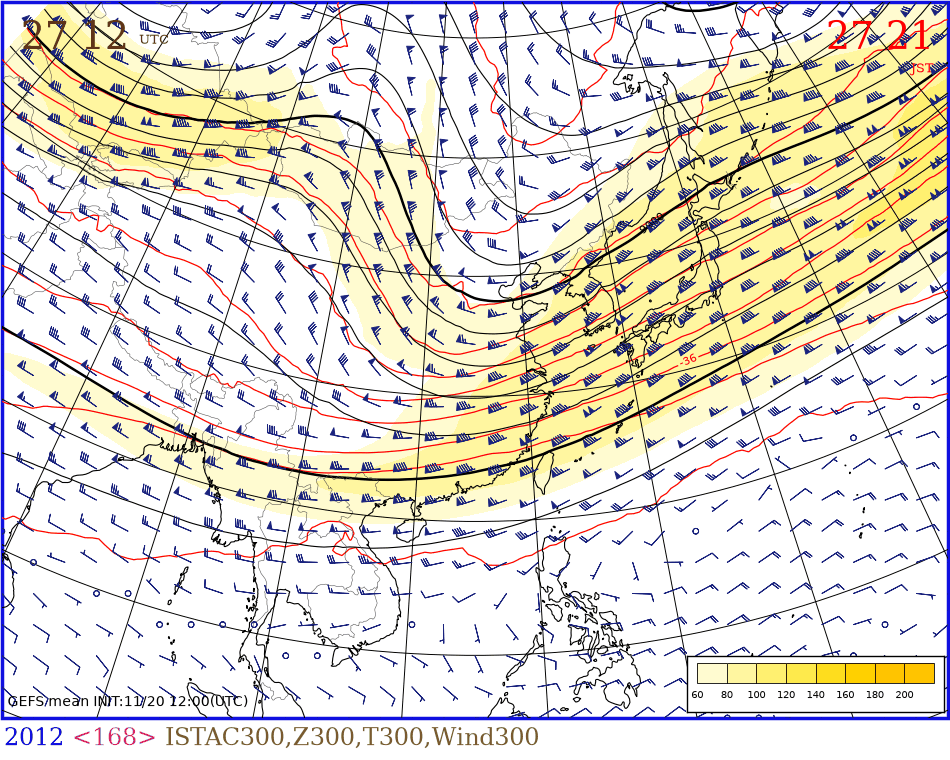 27 12 UTC
27 21
JST
9080
-36
60 80 100 120 140 160 180 200
GEFS/mean INIT:11/20 12:00(UTC)
2012 <168> ISTAC300,Z300,T300,Wind300